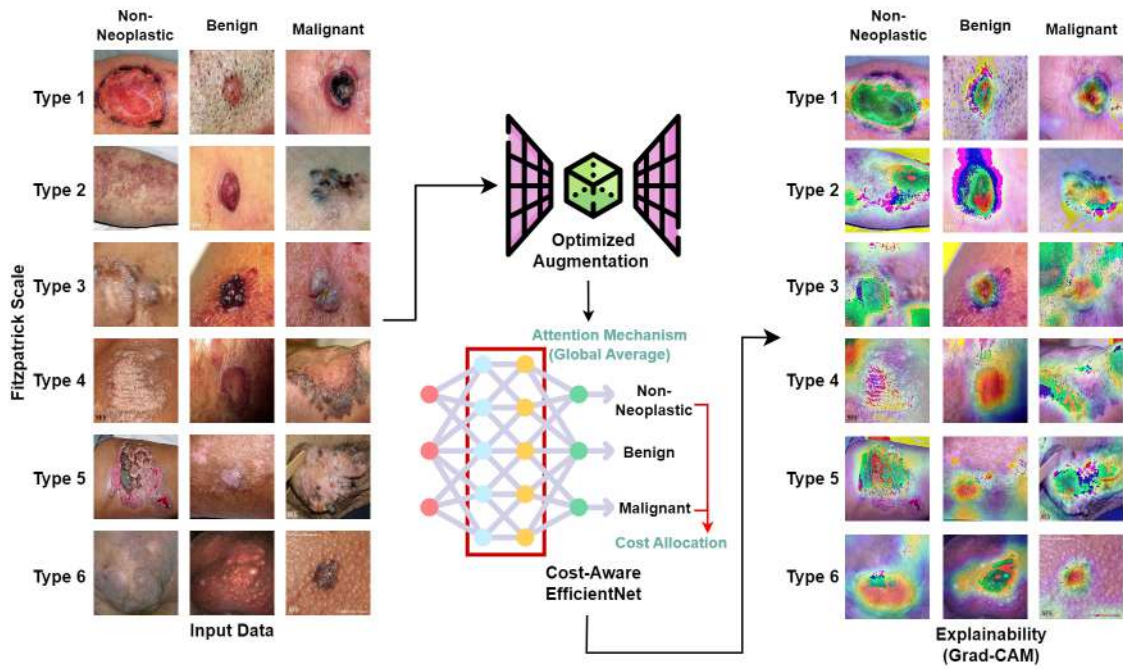 Non-
Neoplastic
Benign
Malignant
Fitzpatrick Scale
Type 1
Type 2
Type 3
Type 4
Type 5
Type 6
Input Data
Optimized
Augmentation
Attention Mechanism
(Global Average)
Non-
Neoplastic
Benign
Malignant
Cost Allocation
Cost-Aware
EfficientNet
Non-
Neoplastic
Benign
Malignant
Type 1
Type 2
Type 3
Type 4
Type 5
Type 6
Explainability
(Grad-CAM)